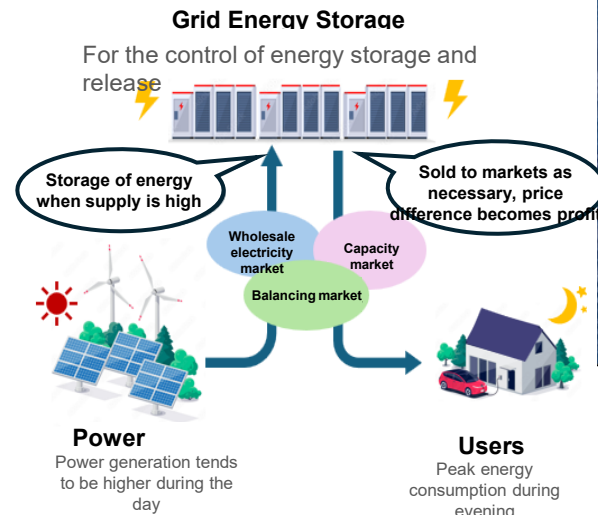 Grid Energy Storage
For the control of energy storage and
release
Storage of energy
when supply is high
Sold to markets as
necessary, price
difference becomes profit
Wholesale
electricity
market
Capacity
market
Balancing market
Power
Power generation tends
to be higher during the
day
Users
Peak energy
consumption during
evening